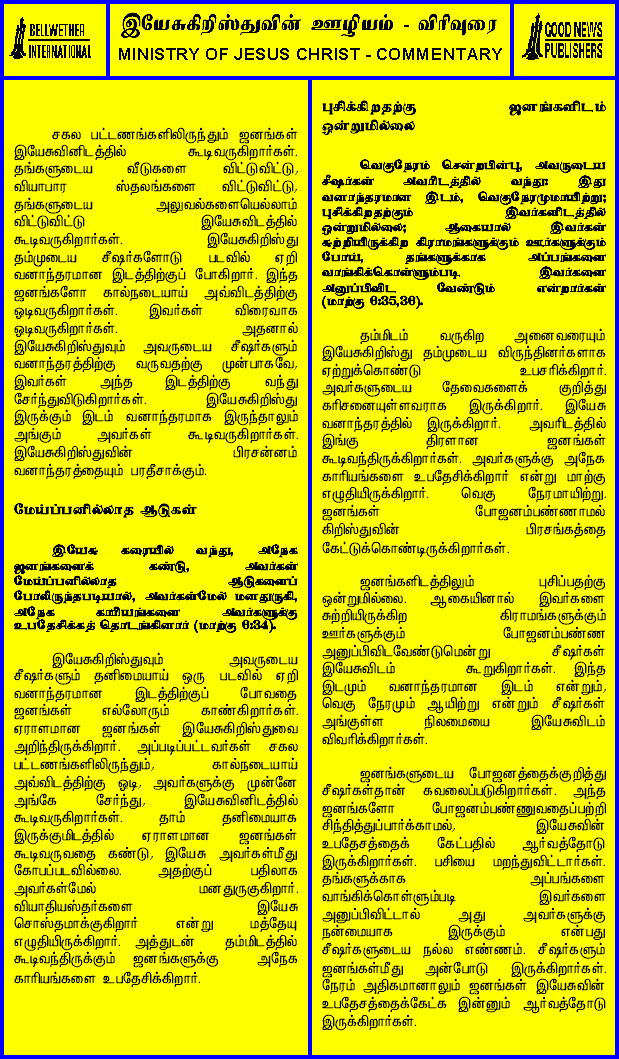 BELLWETHER
INTERNATIONAL
இயேசுகிறிஸ்துவின் ஊழியம் - விரிவுரை
MINISTRY OF JESUS CHRIST - COMMENTARY
GOOD NEWS
PUBLISHERS
சகல பட்டணங்களிலிருந்தும் ஜனங்கள்
இயேசுவினிடத்தில் கூடிவருகிறார்கள்.
தங்களுடைய வீடுகளை விட்டுவிட்டு,
வியாபார ஸ்தலங்களை விட்டுவிட்டு,
தங்களுடைய அலுவல்களையெல்லாம்
விட்டுவிட்டு இயேசுவிடத்தில்
கூடிவருகிறார்கள். இயேசுகிறிஸ்து
தம்முடைய சீஷர்களோடு படவில் ஏறி
வனாந்தரமான இடத்திற்குப் போகிறார். இந்த
ஜனங்களோ கால்நடையாய் அவ்விடத்திற்கு
ஓடிவருகிறார்கள். இவர்கள் விரைவாக
ஓடிவருகிறார்கள். அதனால்
இயேசுகிறிஸ்துவும் அவருடைய சீஷர்களும்
வனாந்தரத்திற்கு வருவதற்கு முன்பாகவே,
இவர்கள் அந்த இடத்திற்கு வந்து
சேர்ந்துவிடுகிறார்கள். இயேசுகிறிஸ்து
இருக்கும் இடம் வனாந்தரமாக இருந்தாலும்
அங்கும் அவர்கள் கூடிவருகிறார்கள்.
இயேசுகிறிஸ்துவின் பிரசன்னம்
வனாந்தரத்தையும் பரதீசாக்கும்.
மேய்ப்பனில்லாத ஆடுகள்
இயேசு கரையில் வந்து, அநேக
ஜனங்களைக் கண்டு, அவர்கள்
மேய்ப்பனில்லாத ஆடுகளைப்
போலிருந்தபடியால், அவர்கள்மேல் மனதுருகி,
அநேக காரியங்களை அவர்களுக்கு
உபதேசிக்கத் தொடங்கினார் (மாற்கு 6:34).
இயேசுகிறிஸ்துவும் அவருடைய
சீஷர்களும் தனிமையாய் ஒரு படவில் ஏறி
வனாந்தரமான இடத்திற்குப் போவதை
ஜனங்கள் எல்லோரும் காண்கிறார்கள்.
ஏராளமான ஜனங்கள் இயேசுகிறிஸ்துவை
அறிந்திருக்கிறார். அப்படிப்பட்டவர்கள் சகல
பட்டணங்களிலிருந்தும், கால்நடையாய்
அவ்விடத்திற்கு ஓடி, அவர்களுக்கு முன்னே
அங்கே சேர்ந்து, இயேசுவினிடத்தில்
கூடிவருகிறார்கள். தாம் தனிமையாக
இருக்குமிடத்தில் ஏராளமான ஜனங்கள்
கூடிவருவதை கண்டு, இயேசு அவர்கள்மீது
கோபப்படவில்லை. அதற்குப் பதிலாக
அவர்கள்மேல் மனதுருகுகிறார்.
வியாதியஸ்தர்களை இயேசு
சொஸ்தமாக்குகிறார் என்று மத்தேயு
எழுதியிருக்கிறார். அத்துடன் தம்மிடத்தில்
கூடிவந்திருக்கும் ஜனங்களுக்கு அநேக
காரியங்களை உபதேசிக்கிறார்.
புசிக்கிறதற்கு ஜனங்களிடம்
ஒன்றுமில்லை
வெகுநேரம் சென்றபின்பு, அவருடைய
சீஷர்கள் அவரிடத்தில் வந்து: இது
வனாந்தரமான இடம், வெகுநேரமுமாயிற்று;
புசிக்கிறதற்கும் இவர்களிடத்தில்
ஒன்றுமில்லை; ஆகையால் இவர்கள்
சுற்றியிருக்கிற கிராமங்களுக்கும் ஊர்களுக்கும்
போய், தங்களுக்காக அப்பங்களை
வாங்கிக்கொள்ளும்படி இவர்களை
அனுப்பிவிட வேண்டும் என்றார்கள்
(மாற்கு 6:35,36).
தம்மிடம் வருகிற அனைவரையும்
இயேசுகிறிஸ்து தம்முடைய விருந்தினர்களாக
ஏற்றுக்கொண்டு உபசரிக்கிறார்.
அவர்களுடைய தேவைகளைக் குறித்து
கரிசனையுள்ளவராக இருக்கிறார். இயேசு
வனாந்தரத்தில் இருக்கிறார். அவரிடத்தில்
இங்கு திரளான ஜனங்கள்
கூடிவந்திருக்கிறார்கள். அவர்களுக்கு அநேக
காரியங்களை உபதேசிக்கிறார் என்று மாற்கு
எழுதியிருக்கிறார். வெகு நேரமாயிற்று.
ஜனங்கள் போஜனம்பண்ணாமல்
கிறிஸ்துவின் பிரசங்கத்தை
கேட்டுக்கொண்டிருக்கிறார்கள்.
ஜனங்களிடத்திலும் புசிப்பதற்கு
ஒன்றுமில்லை. ஆகையினால் இவர்களை
சுற்றியிருக்கிற கிராமங்களுக்கும்
ஊர்களுக்கும் போஜனம்பண்ண
அனுப்பிவிடவேண்டுமென்று சீஷர்கள்
இயேசுவிடம் கூறுகிறார்கள். இந்த
இடமும் வனாந்தரமான இடம் என்றும்,
வெகு நேரமும் ஆயிற்று என்றும் சீஷர்கள்
அங்குள்ள நிலமையை இயேசுவிடம்
விவரிக்கிறார்கள்.
ஜனங்களுடைய போஜனத்தைக்குறித்து
சீஷர்கள்தான் கவலைப்படுகிறார்கள். அந்த
ஜனங்களோ போஜனம்பண்ணுவதைப்பற்றி
சிந்தித்துப்பார்க்காமல், இயேசுவின்
உபதேசத்தைக் கேட்பதில் ஆர்வத்தோடு
இருக்கிறார்கள். பசியை மறந்துவிட்டார்கள்.
தங்களுக்காக அப்பங்களை
வாங்கிக்கொள்ளும்படி இவர்களை
அனுப்பிவிட்டால் அது அவர்களுக்கு
நன்மையாக இருக்கும் என்பது
சீஷர்களுடைய நல்ல எண்ணம். சீஷர்களும்
ஜனங்கள்மீது அன்போடு இருக்கிறார்கள்.
நேரம் அதிகமானாலும் ஜனங்கள் இயேசுவின்
உபதேசத்தைக்கேட்க இன்னும் ஆர்வத்தோடு
இருக்கிறார்கள்.